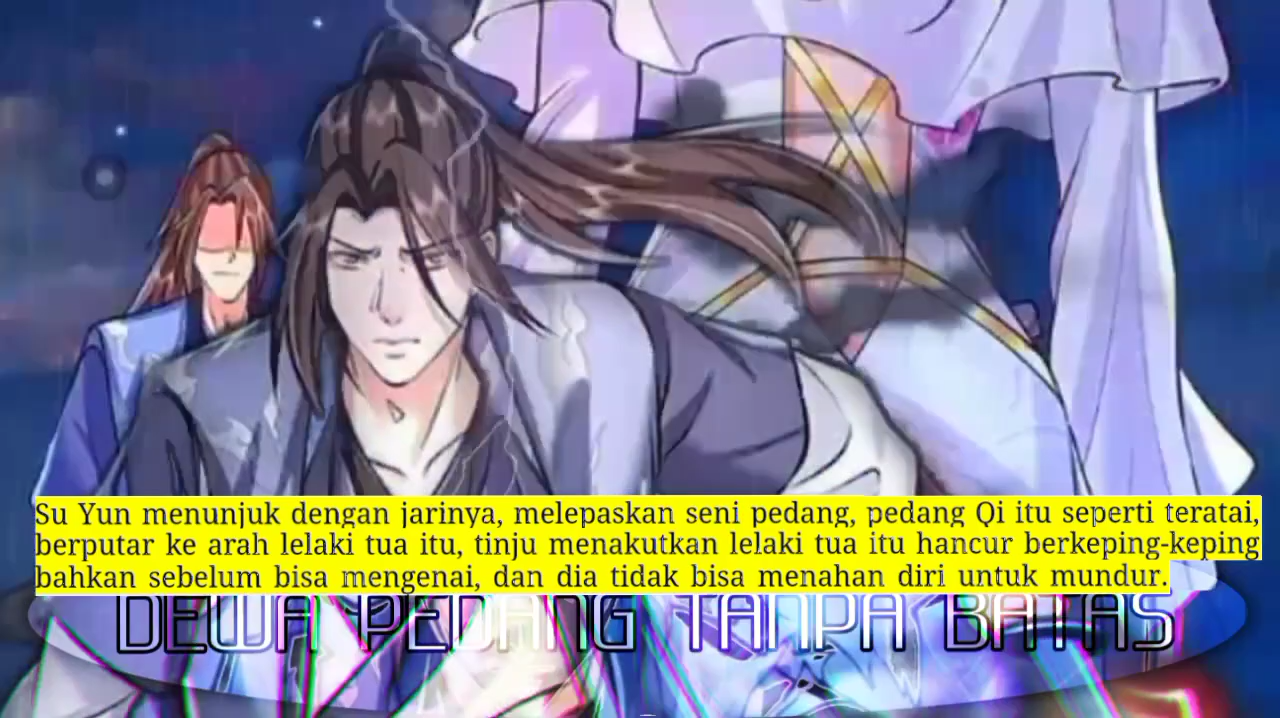 Su Yun menunjuk dengan jarinya, melepaskan seni pedang, pedang Qi itu seperti teratai,
berputar ke arah lelaki tua itu, tinju menakutkan lelaki tua itu hancur berkeping-keping
bahkan sebelum bisa mengenai, dan dia tidak bisa menahan diri untuk mundur.
DEWA PEDANG TANPA BATAS